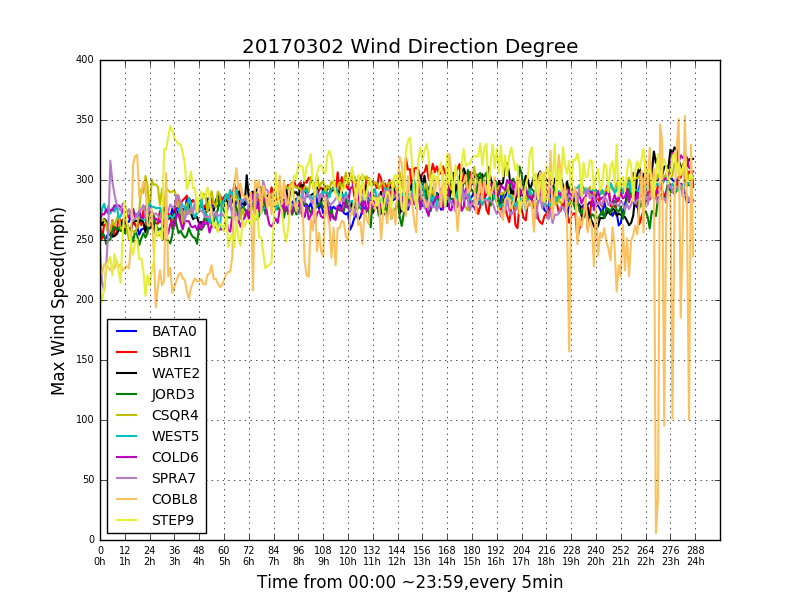 20170302 Wind Direction Degree
Max Wind Speed(mph)
400
350
300
250
200
150
100
50
0
BATA0
SBRI1
WATE2
JORD3
CSQR4
WEST5
COLD6
SPRA7
COBL8
STEP9
0 12 24 36 48 60 72 84 96 108 120 132 144 156 168 180 192 204 216 228 240 252 264 276 288
0h 1h 2h 3h 4h 5h 6h 7h 8h 9h 10h 11h 12h 13h 14h 15h 16h 17h 18h 19h 20h 21h 22h 23h 24h
Time from 00:00 ~23:59,every 5min